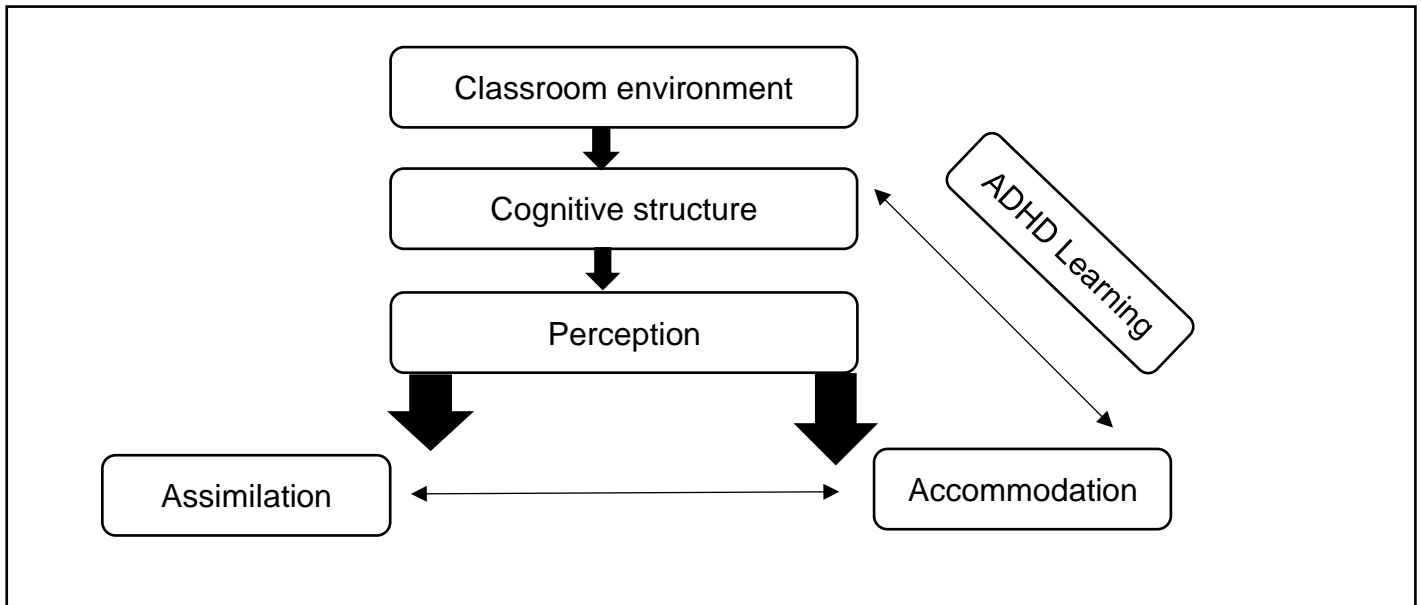 Classroom environment
Cognitive structure
ADHD Learning
Perception
Assimilation
Accommodation